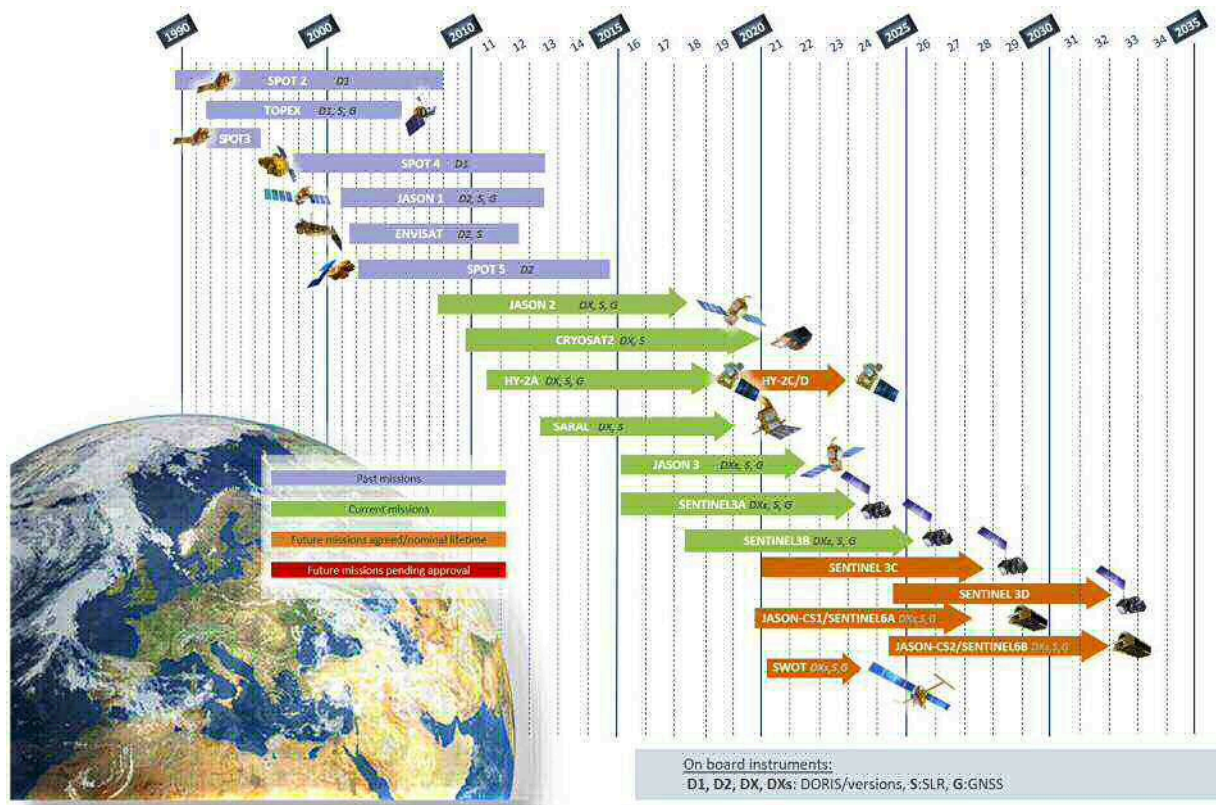 1990 2000 2010 11 12 13 14 2015 16 17 18 19 2020 21 22 23 24 2025 26 27 28 29 2030 31 32 33 34 2035
SPOT 2 D1
TOPEX D1, S, G
SPOT3
SPOT 4 D1
JASON 1 D2, S, G
ENVISAT D2, S
SPOT 5 D2
JASON 2 DX, S, G
CRYOSAT2 DX, S
HY-2A DX, S, G HY-2C/D
SARAL DX, S
JASON 3 DXs, S, G
Past missions
SENTINEL3A DXs, S, G
Current missions
SENTINEL3B DXs, S, G
Future missions agreed/nominal lifetime
SENTINEL 3C
Future missions pending approval
SENTINEL 3D
JASON-CS1/SENTINEL6A DXs,S,G
JASON-CS2/SENTINEL6B DXs,S,G
SWOT DXs,S,G
On board instruments:
D1, D2, DX, DXs: DORIS/versions, S:SLR, G:GNSS